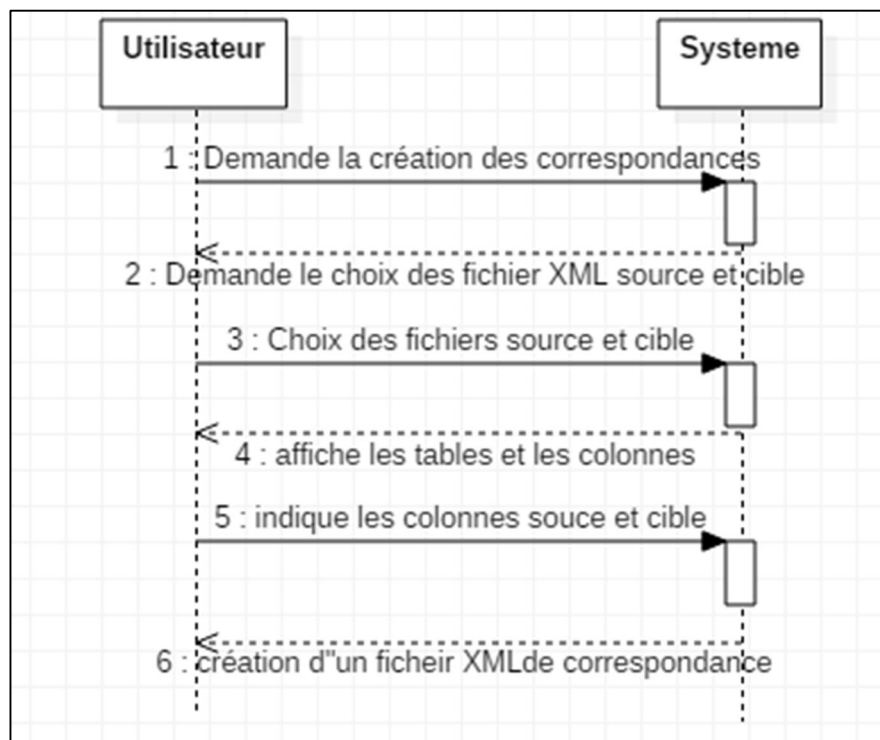 Utilisateur
Systeme
1 : Demande la création des correspondances
2 : Demande le choix des fichier XML source et cible
3 : Choix des fichiers source et cible
4 : affiche les tables et les colonnes
5 : indique les colonnes souce et cible
6 : création d"un ficheir XMLde correspondance